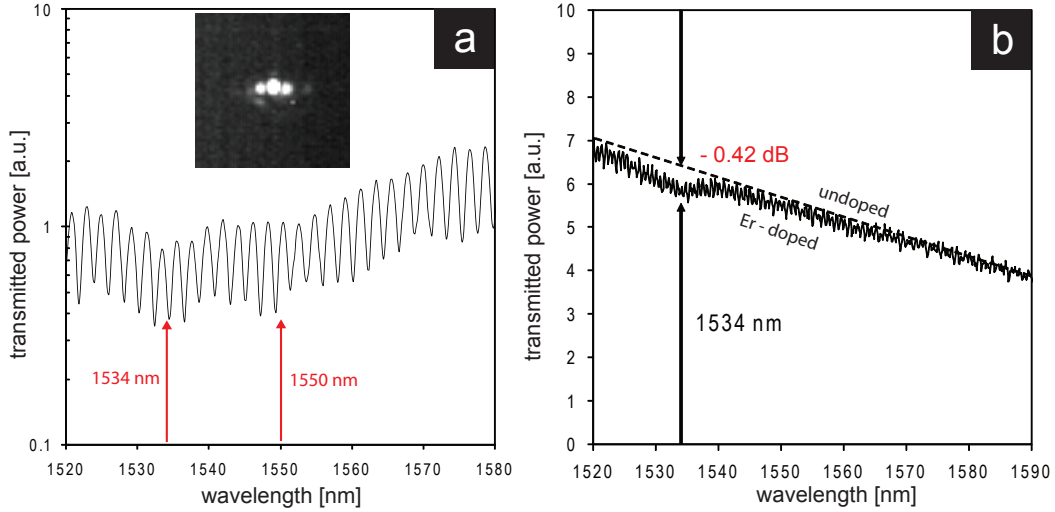 a
10
1
0.1
transmitted power [a.u.]
1534 nm
1550 nm
1520 1530 1540 1550 1560 1570 1580
wavelength [nm]
b
10
9
8
7
6
5
4
3
2
1
0
transmitted power [a.u.]
- 0.42 dB
undoped
Er - doped
1534 nm
1520 1530 1540 1550 1560 1570 1580 1590
wavelength [nm]